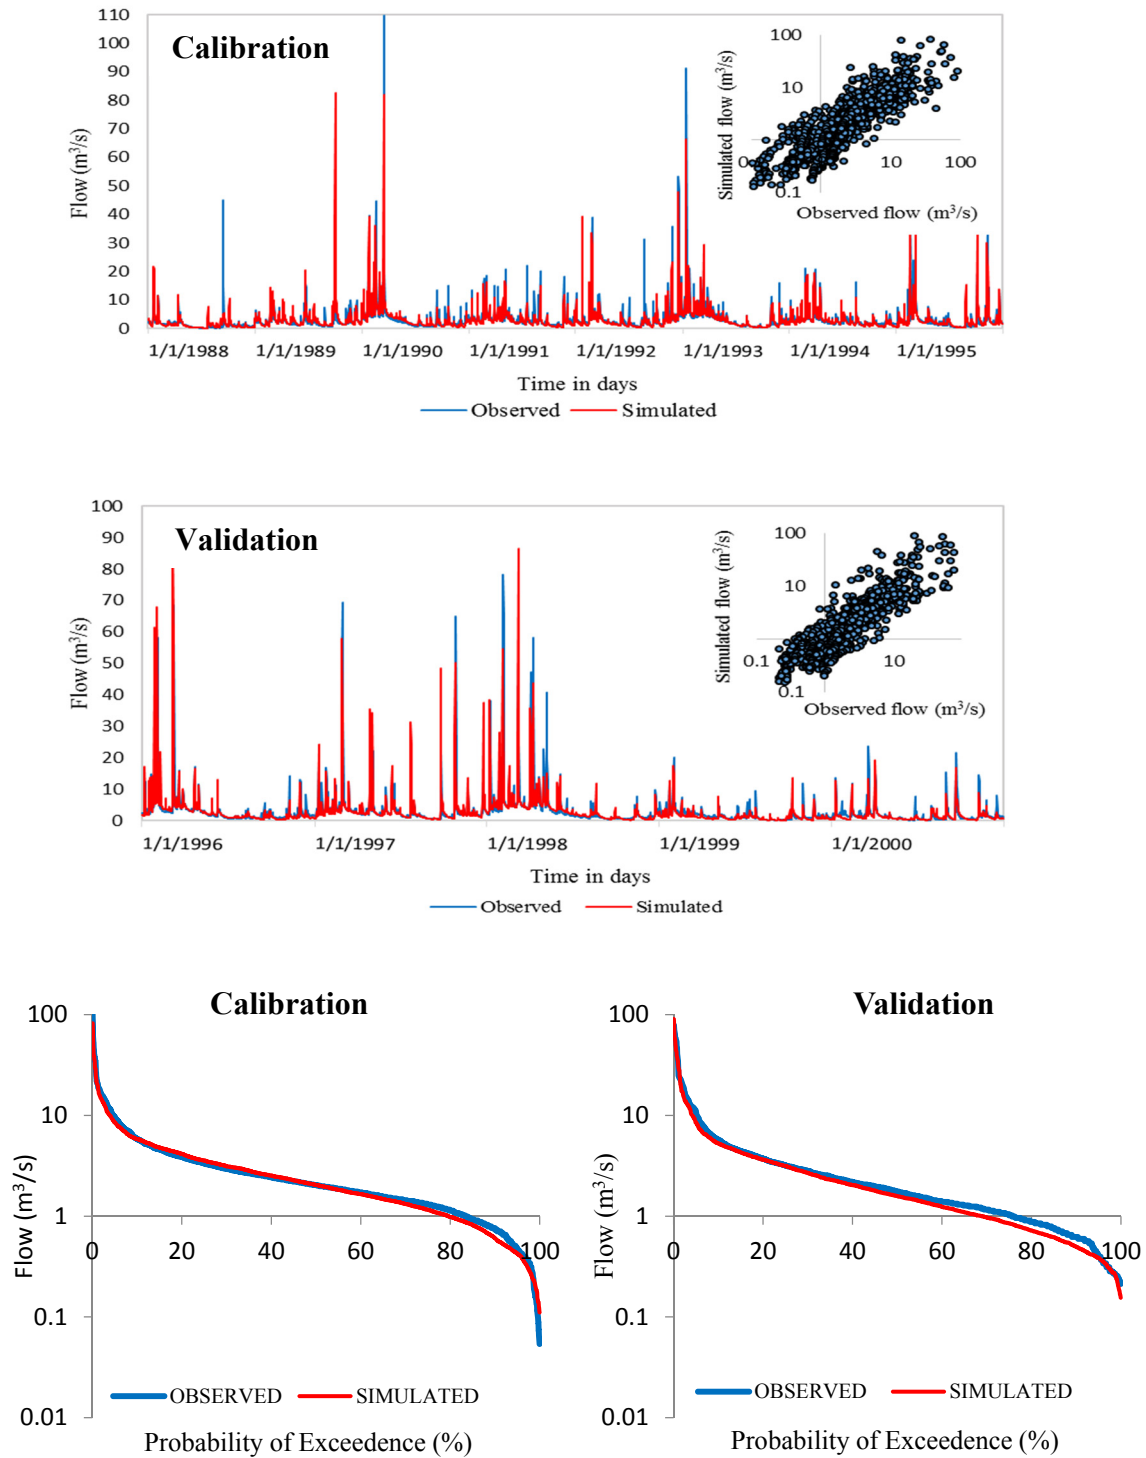 Calibration
110
100
90
80
70
60
50
40
30
20
10
0
Flow (m³/s)
1/1/1988 1/1/1989 1/1/1990 1/1/1991 1/1/1992 1/1/1993 1/1/1994 1/1/1995
Time in days
Observed Simulated
100
10
0 10 100
0.1
Simulated flow (m³/s)
Observed flow (m³/s)
Validation
100
90
80
70
60
50
40
30
20
10
0
Flow (m³/s)
1/1/1996 1/1/1997 1/1/1998 1/1/1999 1/1/2000
Time in days
Observed Simulated
100
10
0.1 10
0.1
Simulated flow (m³/s)
Observed flow (m³/s)
Calibration
100
10
1
0.1
0.01
Flow (m³/s)
0 20 40 60 80 100
OBSERVED SIMULATED
Probability of Exceedence (%)
Validation
100
10
1
0.1
0.01
Flow (m³/s)
0 20 40 60 80 100
OBSERVED SIMULATED
Probability of Exceedence (%)